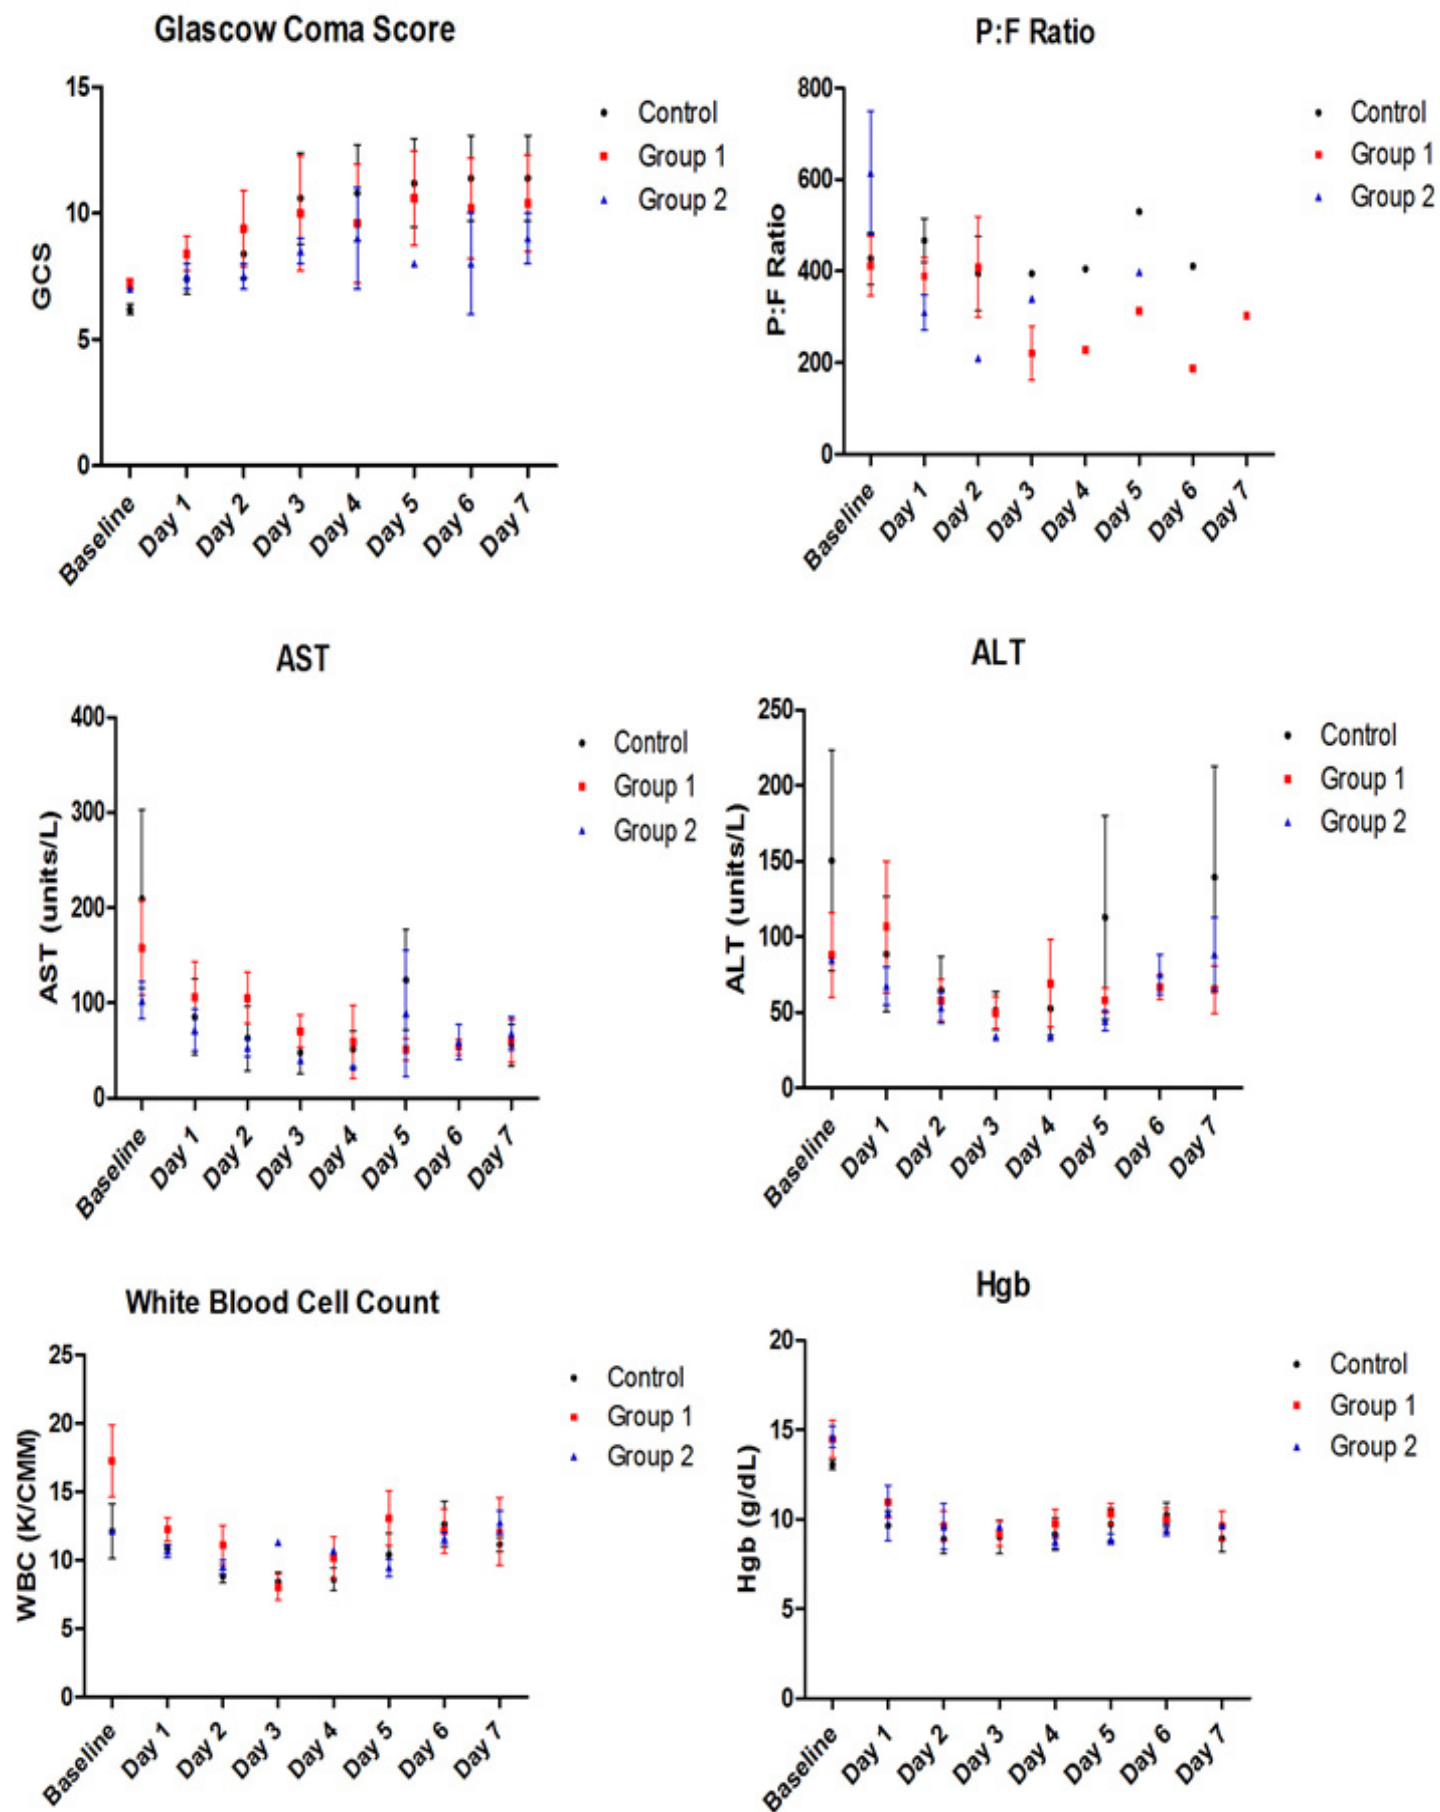 Glascow Coma Score
15
10
5
0
GCS
Control
Group 1
Group 2
Baseline
Day 1
Day 2
Day 3
Day 4
Day 5
Day 6
Day 7
P:F Ratio
800
600
400
200
0
P:F Ratio
Control
Group 1
Group 2
Baseline
Day 1
Day 2
Day 3
Day 4
Day 5
Day 6
Day 7
AST
400
300
200
100
0
AST (units/L)
Control
Group 1
Group 2
Baseline
Day 1
Day 2
Day 3
Day 4
Day 5
Day 6
Day 7
ALT
250
200
150
100
50
0
ALT (units/L)
Control
Group 1
Group 2
Baseline
Day 1
Day 2
Day 3
Day 4
Day 5
Day 6
Day 7
White Blood Cell Count
25
20
15
10
5
0
WBC (K/CMM)
Control
Group 1
Group 2
Baseline
Day 1
Day 2
Day 3
Day 4
Day 5
Day 6
Day 7
Hgb
20
15
10
5
0
Hgb (g/dL)
Control
Group 1
Group 2
Baseline
Day 1
Day 2
Day 3
Day 4
Day 5
Day 6
Day 7